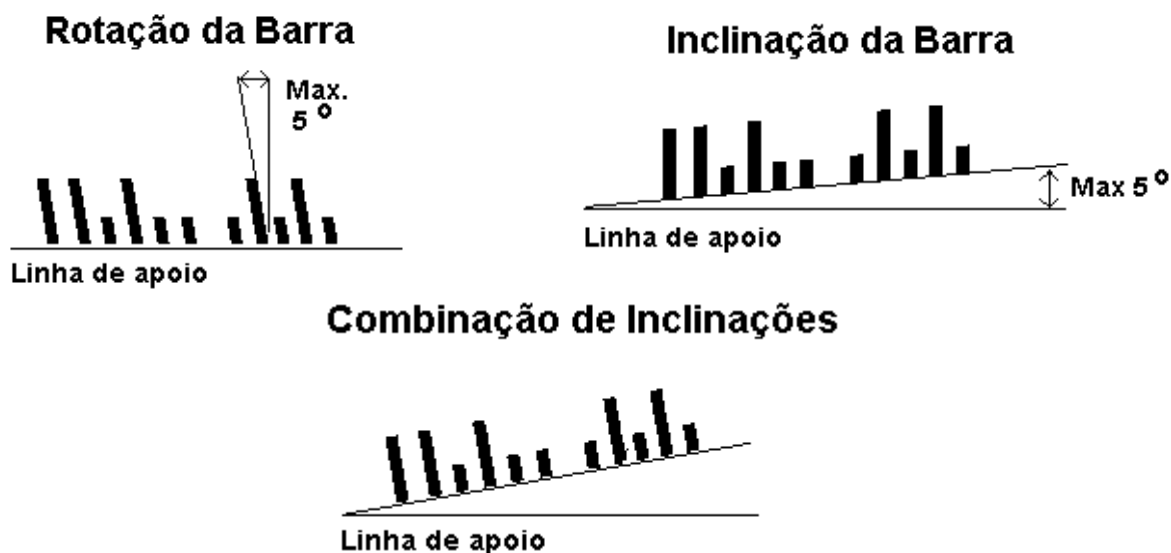 Rotação da Barra
Max.
5 º
Linha de apoio
Inclinação da Barra
Max 5 º
Linha de apoio
Combinação de Inclinações
Linha de apoio